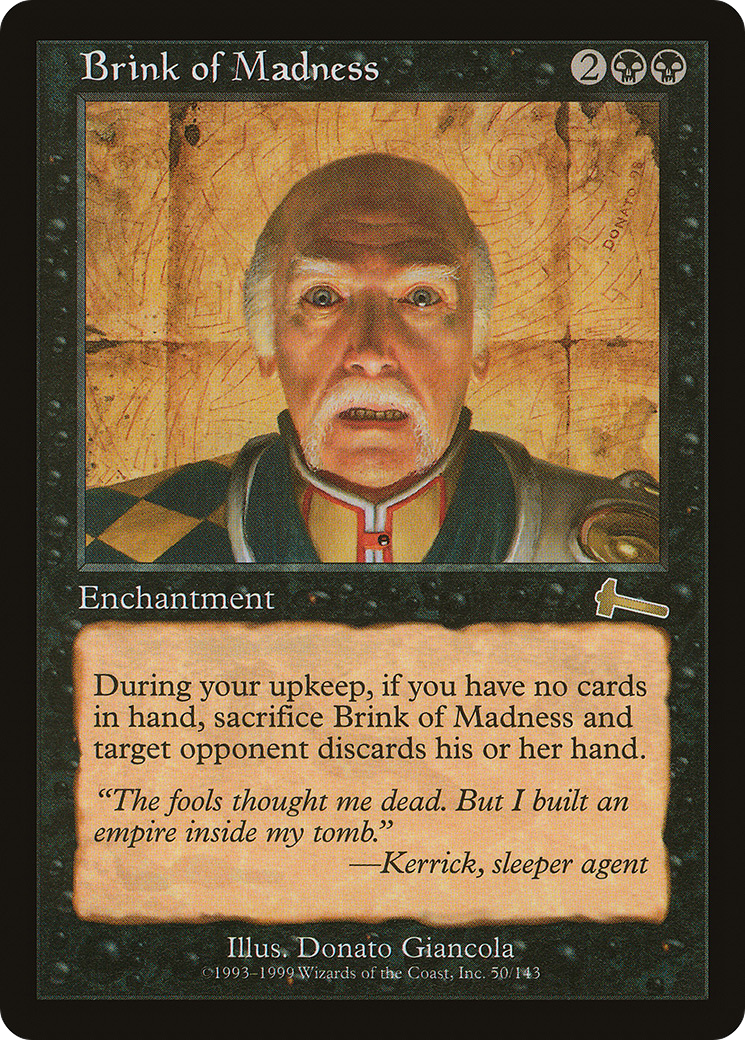 Brink of Madness
2
DONATO 98
Enchantment
During your upkeep, if you have no cards
in hand, sacrifice Brink of Madness and
target opponent discards his or her hand.
“The fools thought me dead. But I built an
empire inside my tomb.”
—Kerrick, sleeper agent
Illus. Donato Giancola
©1993–1999 Wizards of the Coast, Inc. 50/143